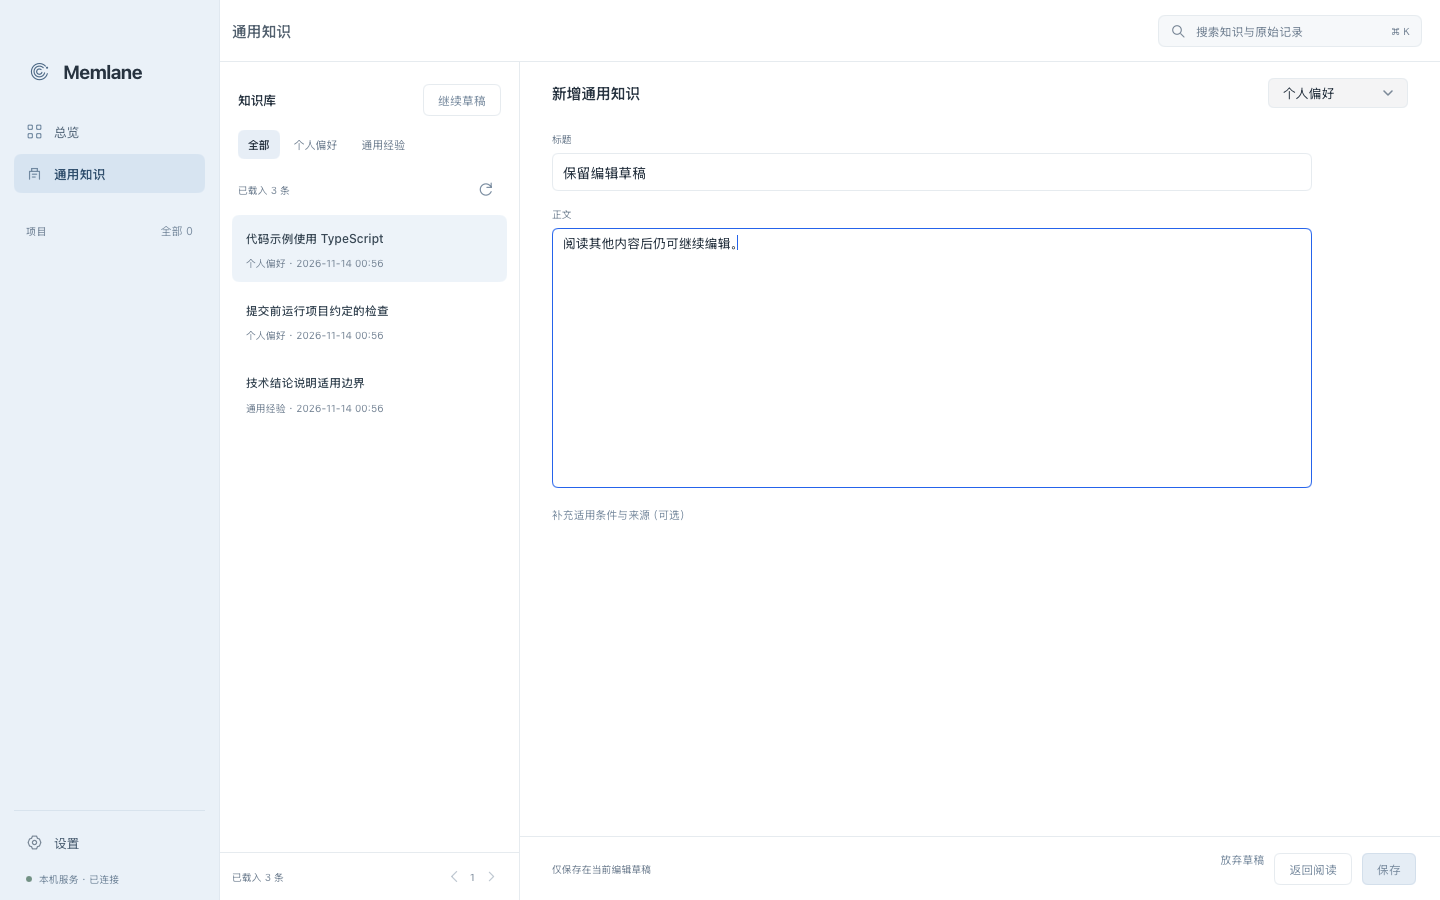 Memlane
总览
通用知识
项目
全部 0
设置
本机服务 · 已连接
通用知识
搜索知识与原始记录
⌘ K
知识库
继续草稿
全部
个人偏好
通用经验
已载入 3 条
代码示例使用 TypeScript
个人偏好 · 2026-11-14 00:56
提交前运行项目约定的检查
个人偏好 · 2026-11-14 00:56
技术结论说明适用边界
通用经验 · 2026-11-14 00:56
已载入 3 条
1
新增通用知识
个人偏好
标题
保留编辑草稿
正文
阅读其他内容后仍可继续编辑。
补充适用条件与来源 (可选)
仅保存在当前编辑草稿
放弃草稿
返回阅读
保存